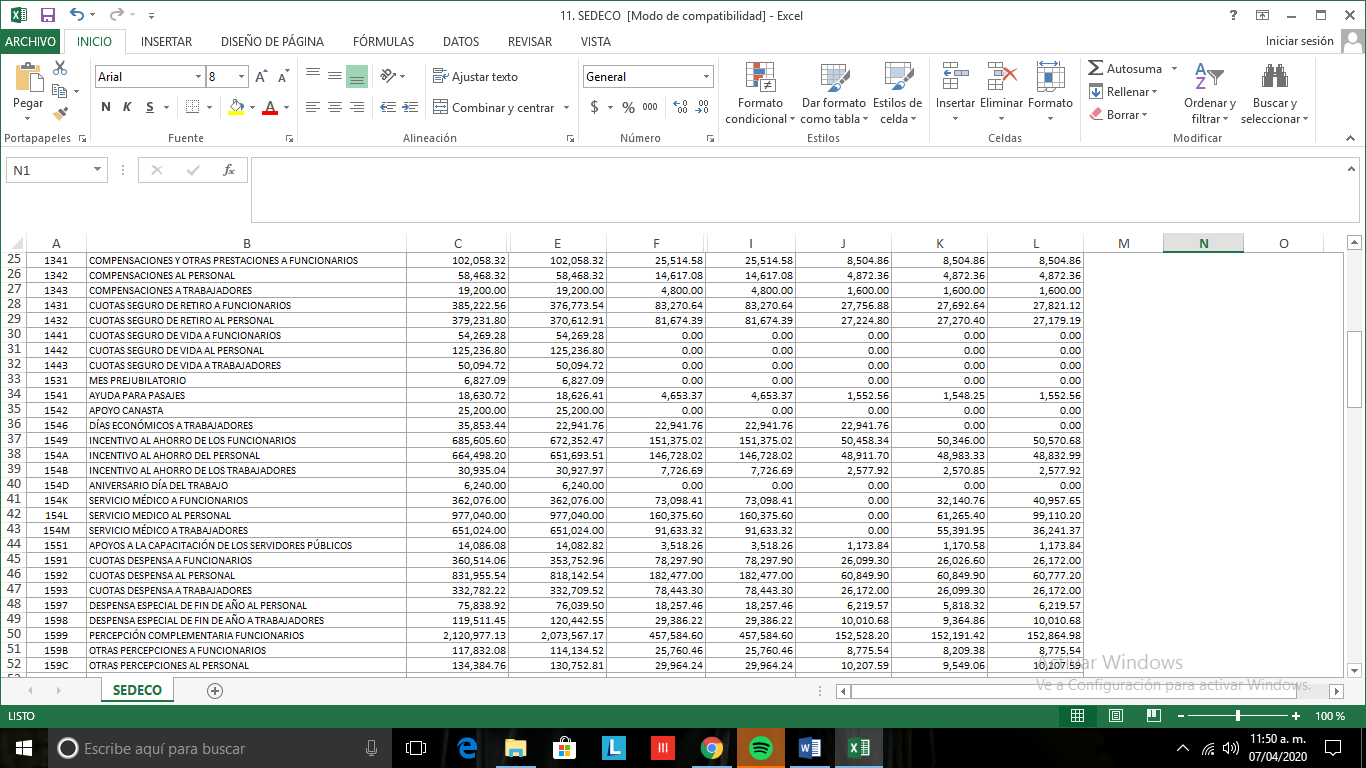 11. SEDECO [Modo de compatibilidad] - Excel
ARCHIVO INICIO INSERTAR DISEÑO DE PÁGINA FÓRMULAS DATOS REVISAR VISTA Iniciar sesión
Pegar Arial 8 A A Ajustar texto General Formato condicional Dar formato como tabla Estilos de celda Insertar Eliminar Formato Autosuma Rellenar Borrar Ordenar y filtrar Buscar y seleccionar
N K S A Combinar y centrar $ % 000
Portapapeles Fuente Alineación Número Estilos Celdas Modificar
N1 fx
A B C E F I J K L M N O
25 1341 COMPENSACIONES Y OTRAS PRESTACIONES A FUNCIONARIOS 102,058.32 102,058.32 25,514.58 25,514.58 8,504.86 8,504.86 8,504.86
26 1342 COMPENSACIONES AL PERSONAL 58,468.32 58,468.32 14,617.08 14,617.08 4,872.36 4,872.36 4,872.36
27 1343 COMPENSACIONES A TRABAJADORES 19,200.00 19,200.00 4,800.00 4,800.00 1,600.00 1,600.00 1,600.00
28 1431 CUOTAS SEGURO DE RETIRO A FUNCIONARIOS 385,222.56 376,773.54 83,270.64 83,270.64 27,756.88 27,692.64 27,821.12
29 1432 CUOTAS SEGURO DE RETIRO AL PERSONAL 379,231.80 370,612.91 81,674.39 81,674.39 27,224.80 27,270.40 27,179.19
30 1441 CUOTAS SEGURO DE VIDA A FUNCIONARIOS 54,269.28 54,269.28 0.00 0.00 0.00 0.00 0.00
31 1442 CUOTAS SEGURO DE VIDA AL PERSONAL 125,236.80 125,236.80 0.00 0.00 0.00 0.00 0.00
32 1443 CUOTAS SEGURO DE VIDA A TRABAJADORES 50,094.72 50,094.72 0.00 0.00 0.00 0.00 0.00
33 1531 MES PREJUBILATORIO 6,827.09 6,827.09 0.00 0.00 0.00 0.00 0.00
34 1541 AYUDA PARA PASAJES 18,630.72 18,626.41 4,653.37 4,653.37 1,552.56 1,548.25 1,552.56
35 1542 APOYO CANASTA 25,200.00 25,200.00 0.00 0.00 0.00 0.00 0.00
36 1546 DÍAS ECONÓMICOS A TRABAJADORES 35,853.44 22,941.76 22,941.76 22,941.76 22,941.76 0.00 0.00
37 1549 INCENTIVO AL AHORRO DE LOS FUNCIONARIOS 685,605.60 672,352.47 151,375.02 151,375.02 50,458.34 50,346.00 50,570.68
38 154A INCENTIVO AL AHORRO DEL PERSONAL 664,498.20 651,693.51 146,728.02 146,728.02 48,911.70 48,983.33 48,832.99
39 154B INCENTIVO AL AHORRO DE LOS TRABAJADORES 30,935.04 30,927.97 7,726.69 7,726.69 2,577.92 2,570.85 2,577.92
40 154D ANIVERSARIO DÍA DEL TRABAJO 6,240.00 6,240.00 0.00 0.00 0.00 0.00 0.00
41 154K SERVICIO MÉDICO A FUNCIONARIOS 362,076.00 362,076.00 73,098.41 73,098.41 0.00 32,140.76 40,957.65
42 154L SERVICIO MEDICO AL PERSONAL 977,040.00 977,040.00 160,375.60 160,375.60 0.00 61,265.40 99,110.20
43 154M SERVICIO MÉDICO A TRABAJADORES 651,024.00 651,024.00 91,633.32 91,633.32 0.00 55,391.95 36,241.37
44 1551 APOYOS A LA CAPACITACIÓN DE LOS SERVIDORES PÚBLICOS 14,086.08 14,082.82 3,518.26 3,518.26 1,173.84 1,170.58 1,173.84
45 1591 CUOTAS DESPENSA A FUNCIONARIOS 360,514.06 353,752.96 78,297.90 78,297.90 26,099.30 26,026.60 26,172.00
46 1592 CUOTAS DESPENSA AL PERSONAL 831,955.54 818,142.54 182,477.00 182,477.00 60,849.90 60,849.90 60,777.20
47 1593 CUOTAS DESPENSA A TRABAJADORES 332,782.22 332,709.52 78,443.30 78,443.30 26,172.00 26,099.30 26,172.00
48 1597 DESPENSA ESPECIAL DE FIN DE AÑO AL PERSONAL 75,838.92 76,039.50 18,257.46 18,257.46 6,219.57 5,818.32 6,219.57
49 1598 DESPENSA ESPECIAL DE FIN DE AÑO A TRABAJADORES 119,511.45 120,442.55 29,386.22 29,386.22 10,010.68 9,364.86 10,010.68
50 1599 PERCEPCIÓN COMPLEMENTARIA FUNCIONARIOS 2,120,977.13 2,073,567.17 457,584.60 457,584.60 152,528.20 152,191.42 152,864.98
51 159B OTRAS PERCEPCIONES A FUNCIONARIOS 117,832.08 114,134.52 25,760.46 25,760.46 8,775.54 8,209.38 8,775.54
52 159C OTRAS PERCEPCIONES AL PERSONAL 134,384.76 130,752.81 29,964.24 29,964.24 10,207.59 9,549.06 10,207.59
Activar Windows
Ve a Configuración para activar Windows.
SEDECO
LISTO 100 %
Escribe aquí para buscar 11:50 a. m.
07/04/2020